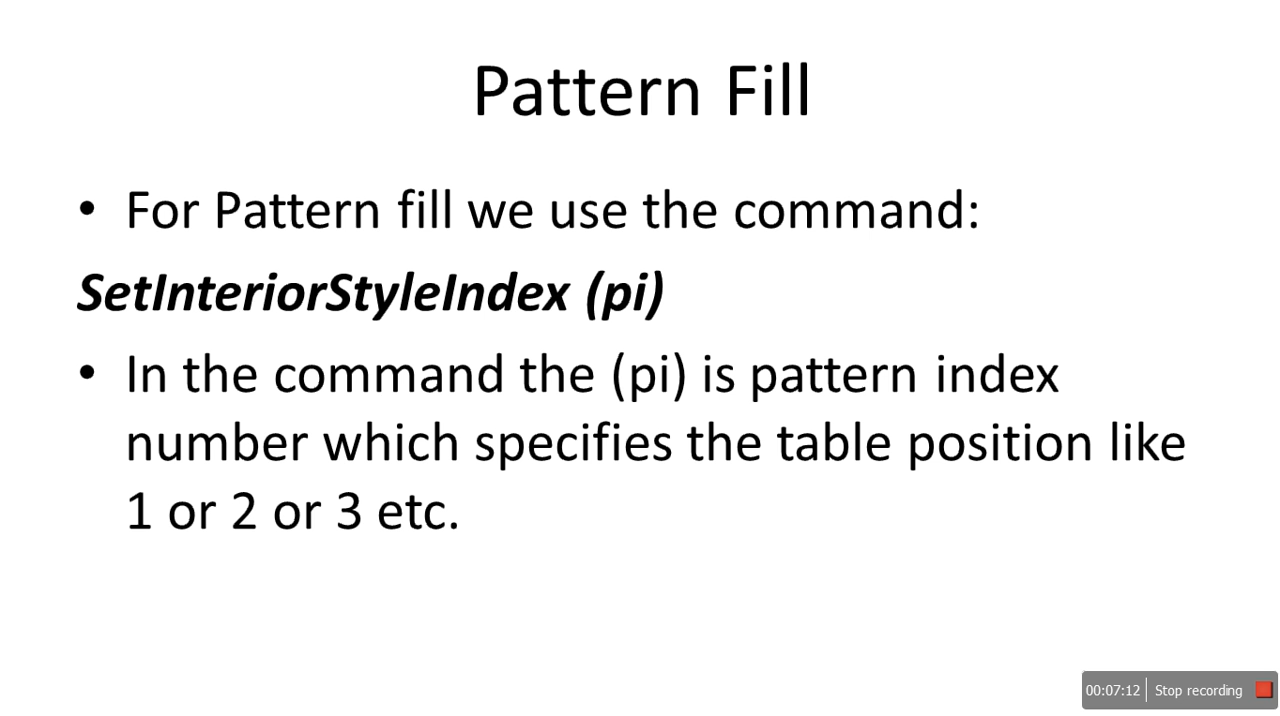 Pattern Fill
• For Pattern fill we use the command:
SetInteriorStyleIndex (pi)
• In the command the (pi) is pattern index
number which specifies the table position like
1 or 2 or 3 etc.
00:07:12 Stop recording